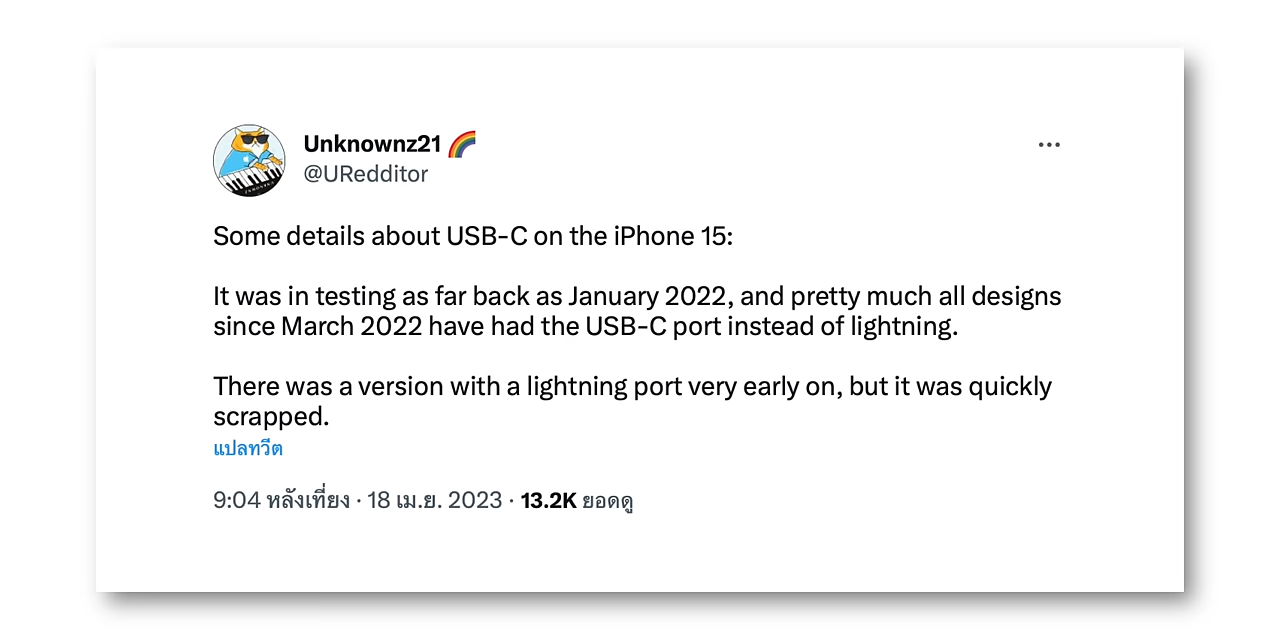 Unknownz21 🌈
@URedditor
Some details about USB-C on the iPhone 15:
It was in testing as far back as January 2022, and pretty much all designs
since March 2022 have had the USB-C port instead of lightning.
There was a version with a lightning port very early on, but it was quickly
scrapped.
แปลทวีต
9:04 หลังเที่ยง · 18 เม.ย. 2023 · 13.2K ยอดดู